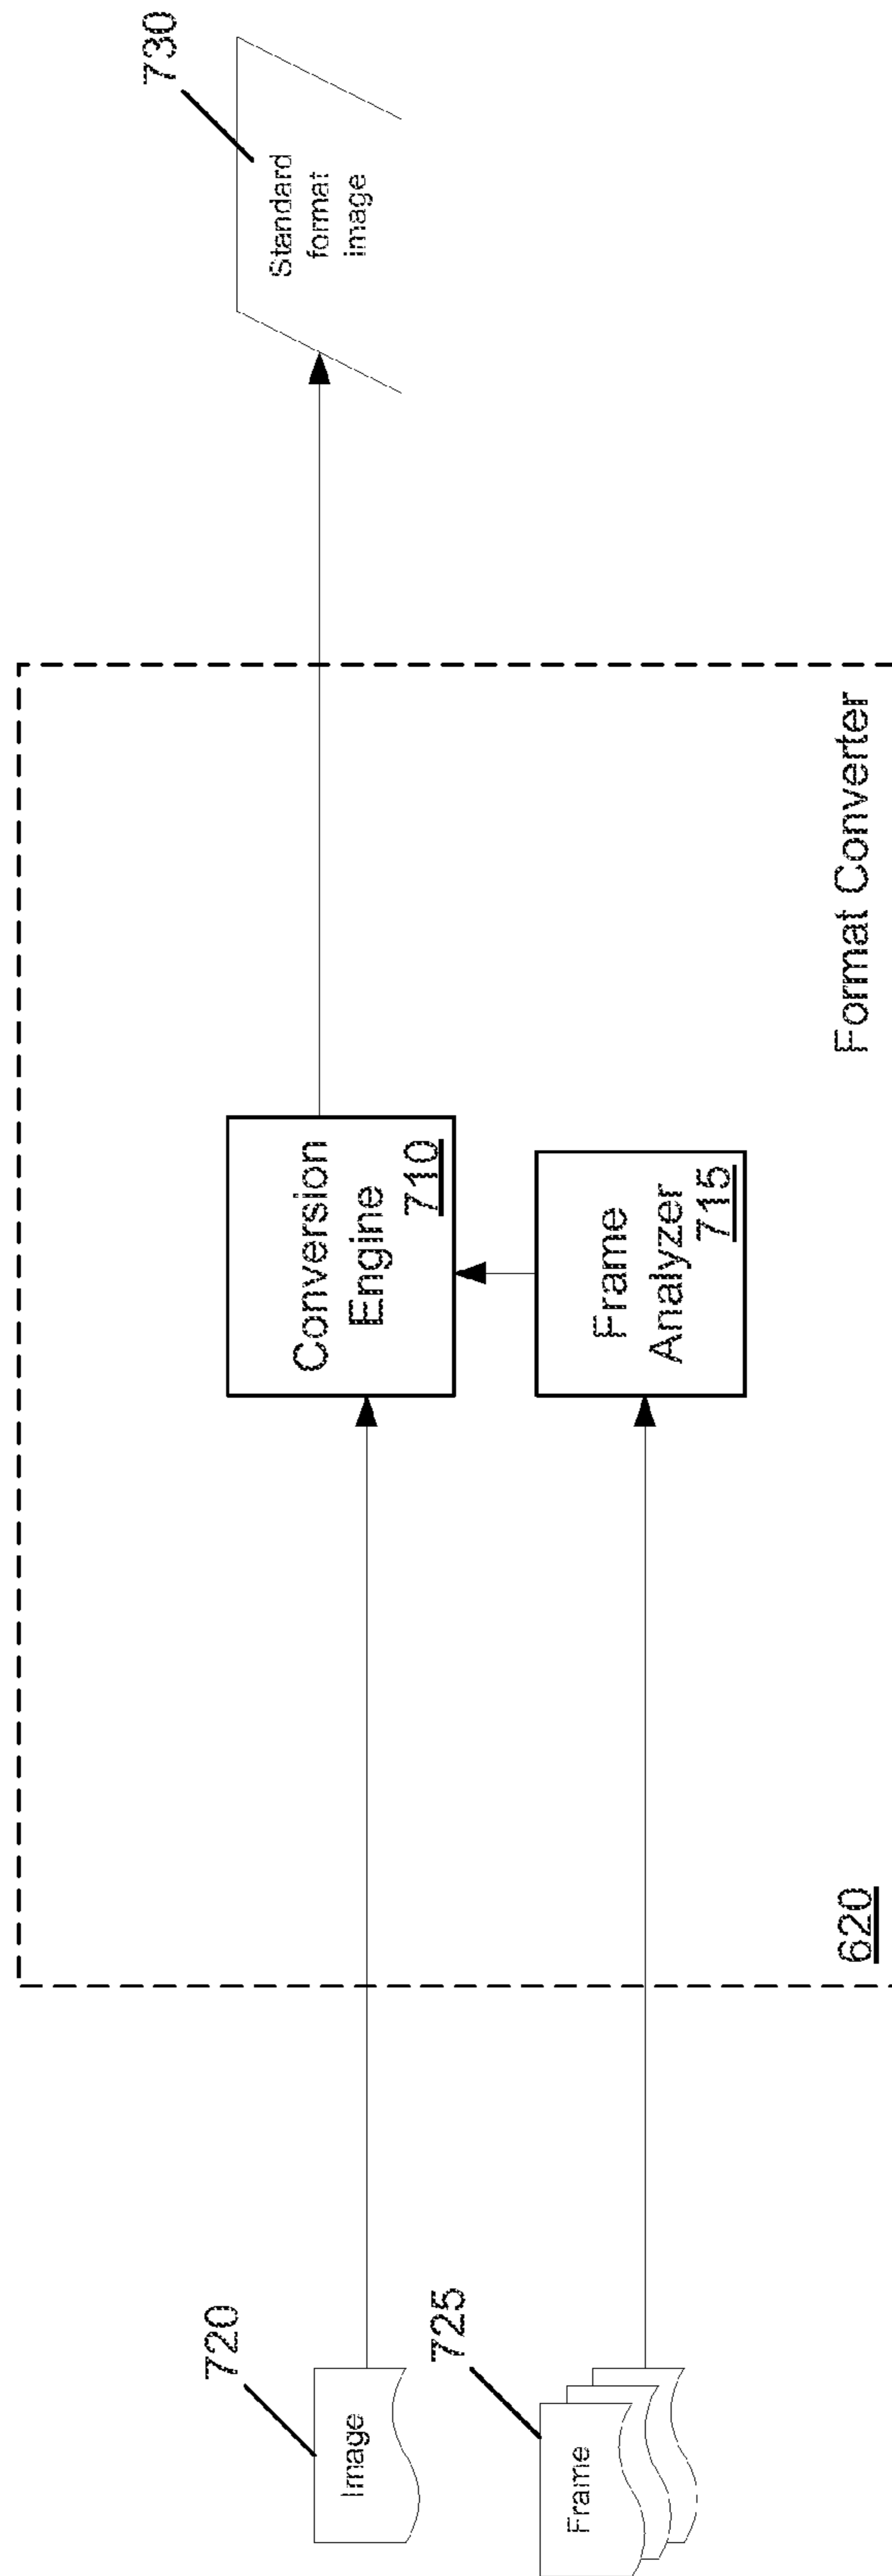 720
Image
725
Frame
Conversion
Engine
710
Frame
Analyzer
715
620
Format Converter
730
Standard
format
image